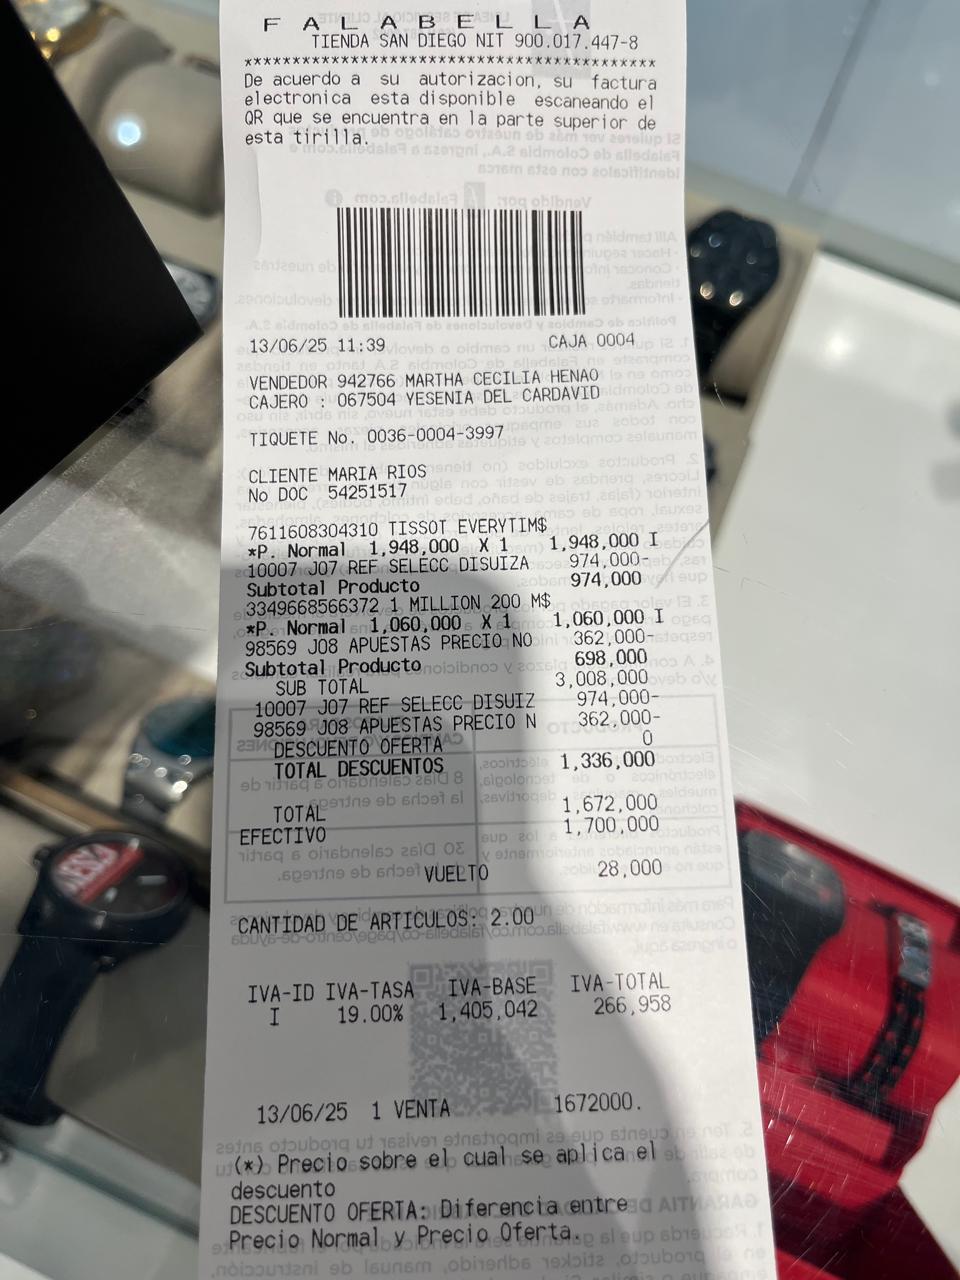 F A L A B E L L A
TIENDA SAN DIEGO NIT 900.017.447-8
******************************************
De acuerdo a su autorizacion, su factura
electronica esta disponible escaneando el
QR que se encuentra en la parte superior de
esta tirilla.
13/06/25 11:39 CAJA 0004
VENDEDOR 942766 MARTHA CECILIA HENAO
CAJERO : 067504 YESENIA DEL CARDAVID
TIQUETE No. 0036-0004-3997
CLIENTE MARIA RIOS
No DOC 54251517
7611608304310 TISSOT EVERYTIM$
*P. Normal 1,948,000 X 1 1,948,000 I
10007 J07 REF SELECC DISUIZA 974,000-
Subtotal Producto 974,000
3349668566372 1 MILLION 200 M$
*P. Normal 1,060,000 X 1 1,060,000 I
98569 J08 APUESTAS PRECIO NO 362,000-
Subtotal Producto 698,000
SUB TOTAL 3,008,000
10007 J07 REF SELECC DISUIZ 974,000-
98569 J08 APUESTAS PRECIO N 362,000-
DESCUENTO OFERTA 0
TOTAL DESCUENTOS 1,336,000
TOTAL 1,672,000
EFECTIVO 1,700,000
VUELTO 28,000
CANTIDAD DE ARTICULOS: 2.00
IVA-ID IVA-TASA IVA-BASE IVA-TOTAL
I 19.00% 1,405,042 266,958
13/06/25 1 VENTA 1672000.
(*) Precio sobre el cual se aplica el
descuento
DESCUENTO OFERTA: Diferencia entre
Precio Normal y Precio Oferta.